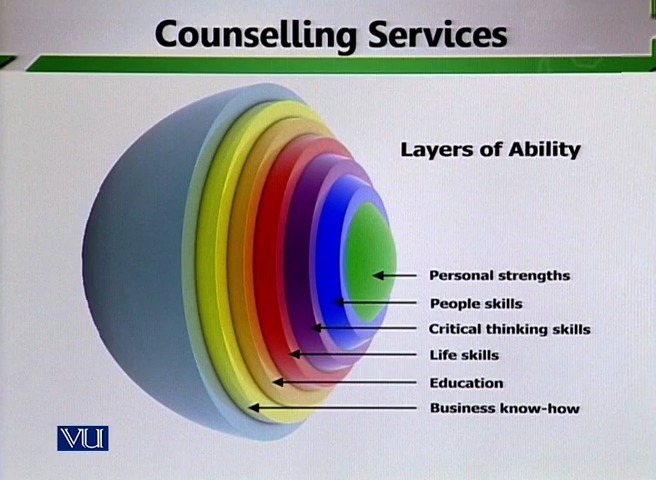 Counselling Services
Layers of Ability
Personal strengths
People skills
Critical thinking skills
Life skills
Education
Business know-how
VU